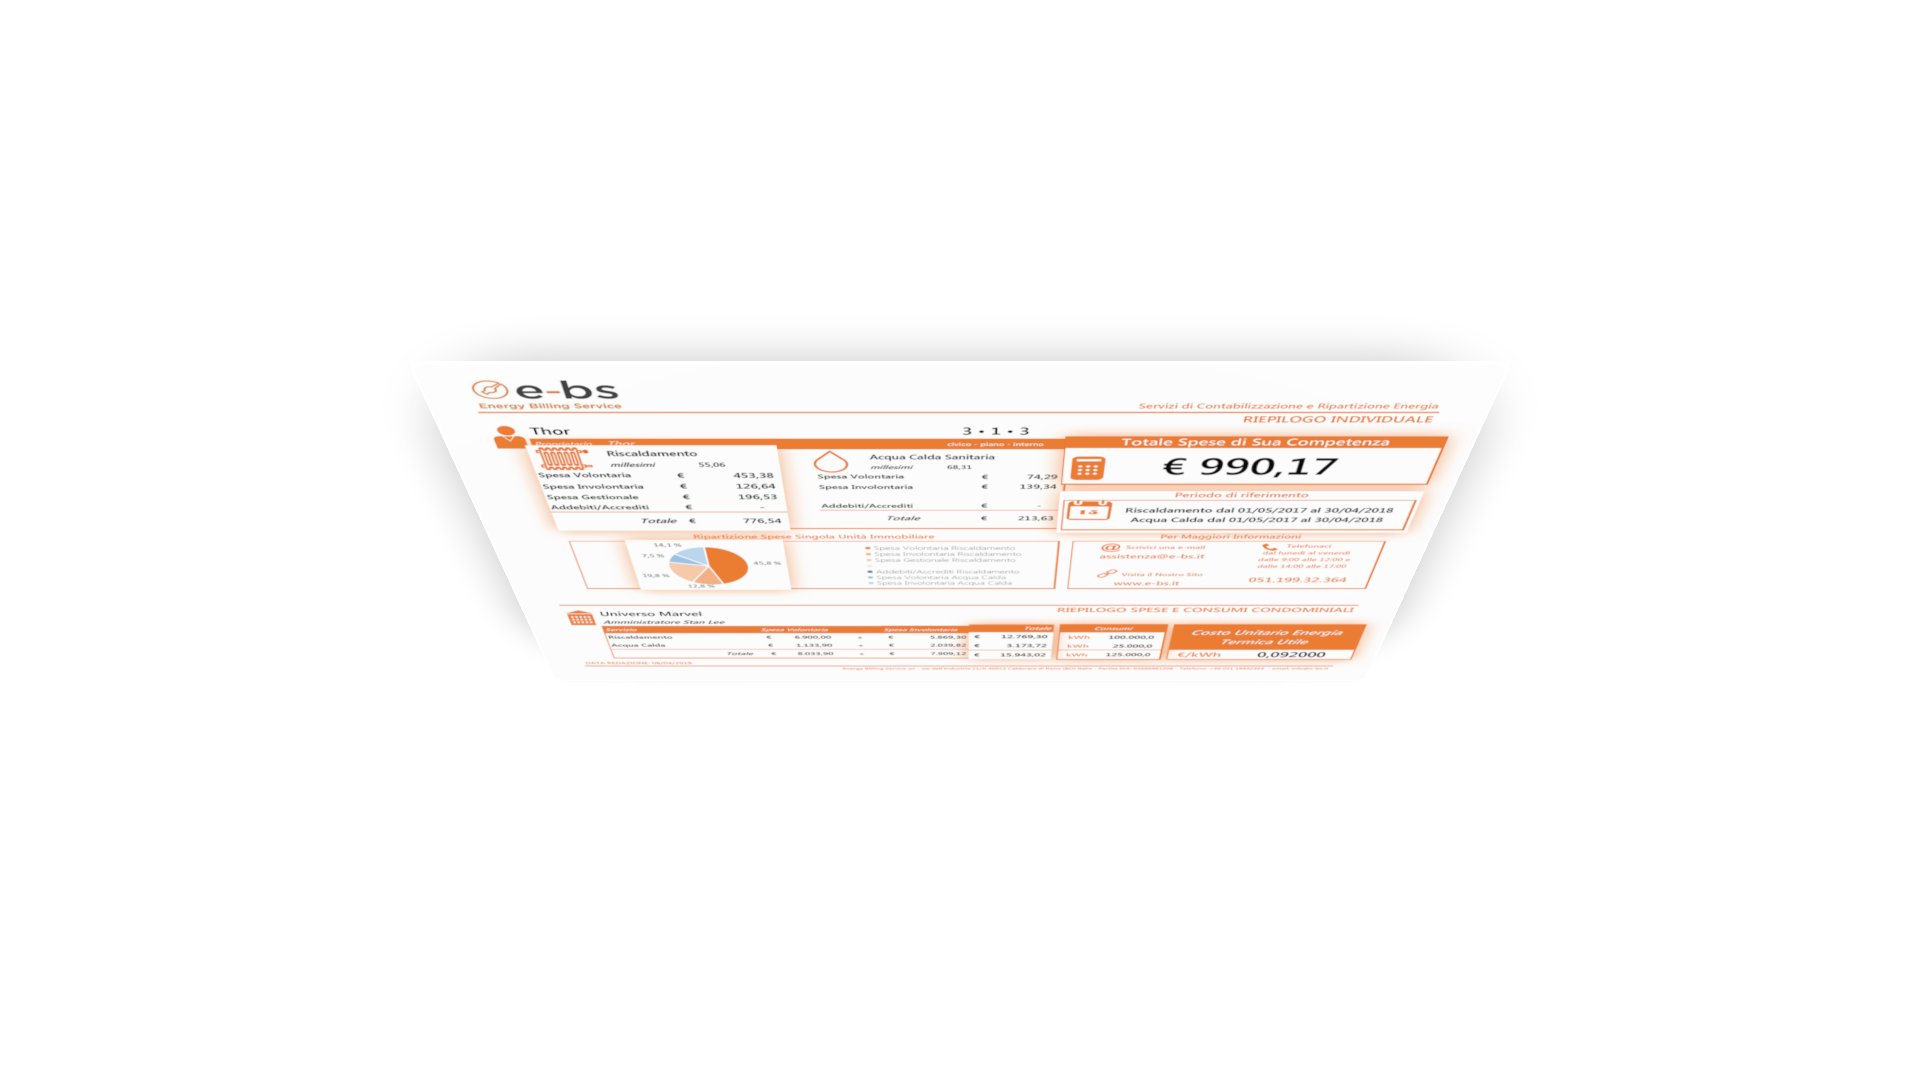 e-bs
Energy Billing Service
Servizi di Contabilizzazione e Ripartizione Energia
RIEPILOGO INDIVIDUALE
Thor 3 • 1 • 3
Proprietario Thor civico - piano - interno
Riscaldamento
millesimi 55,06
Spesa Volontaria € 453,38
Spesa Involontaria € 126,64
Spesa Gestionale € 196,53
Addebiti/Accrediti € -
Totale € 776,54
Acqua Calda Sanitaria
millesimi 68,31
Spesa Volontaria € 74,29
Spesa Involontaria € 139,34
Addebiti/Accrediti € -
Totale € 213,63
Totale Spese di Sua Competenza
€ 990,17
Periodo di riferimento
15
Riscaldamento dal 01/05/2017 al 30/04/2018
Acqua Calda dal 01/05/2017 al 30/04/2018
Ripartizione Spese Singola Unità Immobiliare
14,1 %
7,5 %
45,8 %
19,8 %
12,8 %
Spesa Volontaria Riscaldamento
Spesa Involontaria Riscaldamento
Spesa Gestionale Riscaldamento
Addebiti/Accrediti Riscaldamento
Spesa Volontaria Acqua Calda
Spesa Involontaria Acqua Calda
Per Maggiori Informazioni
@ Scrivici una e-mail
assistenza@e-bs.it
Visita il Nostro Sito
www.e-bs.it
Telefonaci
dal lunedì al venerdì
dalle 9:00 alle 12:00 e
dalle 14:00 alle 17:00
051.199.32.364
Universo Marvel
Amministratore Stan Lee
RIEPILOGO SPESE E CONSUMI CONDOMINIALI
Servizio Spesa Volontaria Spesa Involontaria Totale Consumi
Riscaldamento € 6.900,00 - € 5.869,30 € 12.769,30 kWh 100.000,0
Acqua Calda € 1.133,90 - € 2.039,82 € 3.173,72 kWh 25.000,0
Totale € 8.033,90 - € 7.909,12 € 15.943,02 kWh 125.000,0
Costo Unitario Energia
Termica Utile
€/kWh 0,092000
DATA REDAZIONE: